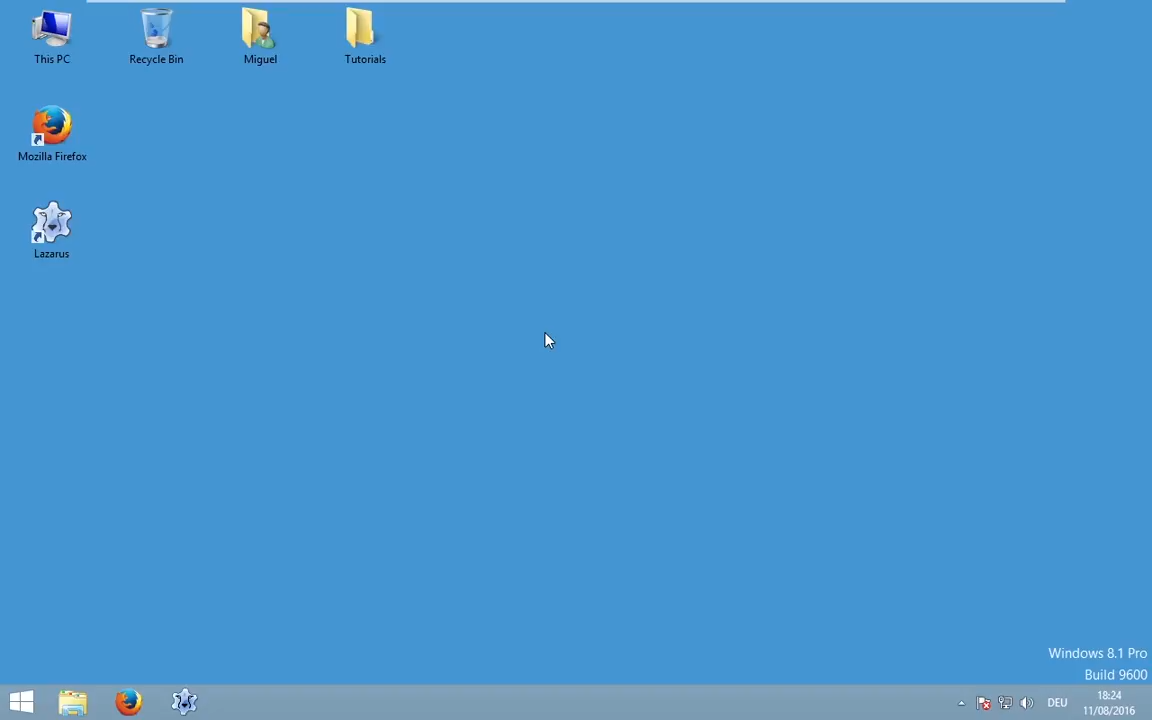 This PC
Recycle Bin
Miguel
Tutorials
Mozilla Firefox
Lazarus
Windows 8.1 Pro
Build 9600
DEU
18:24
11/08/2016